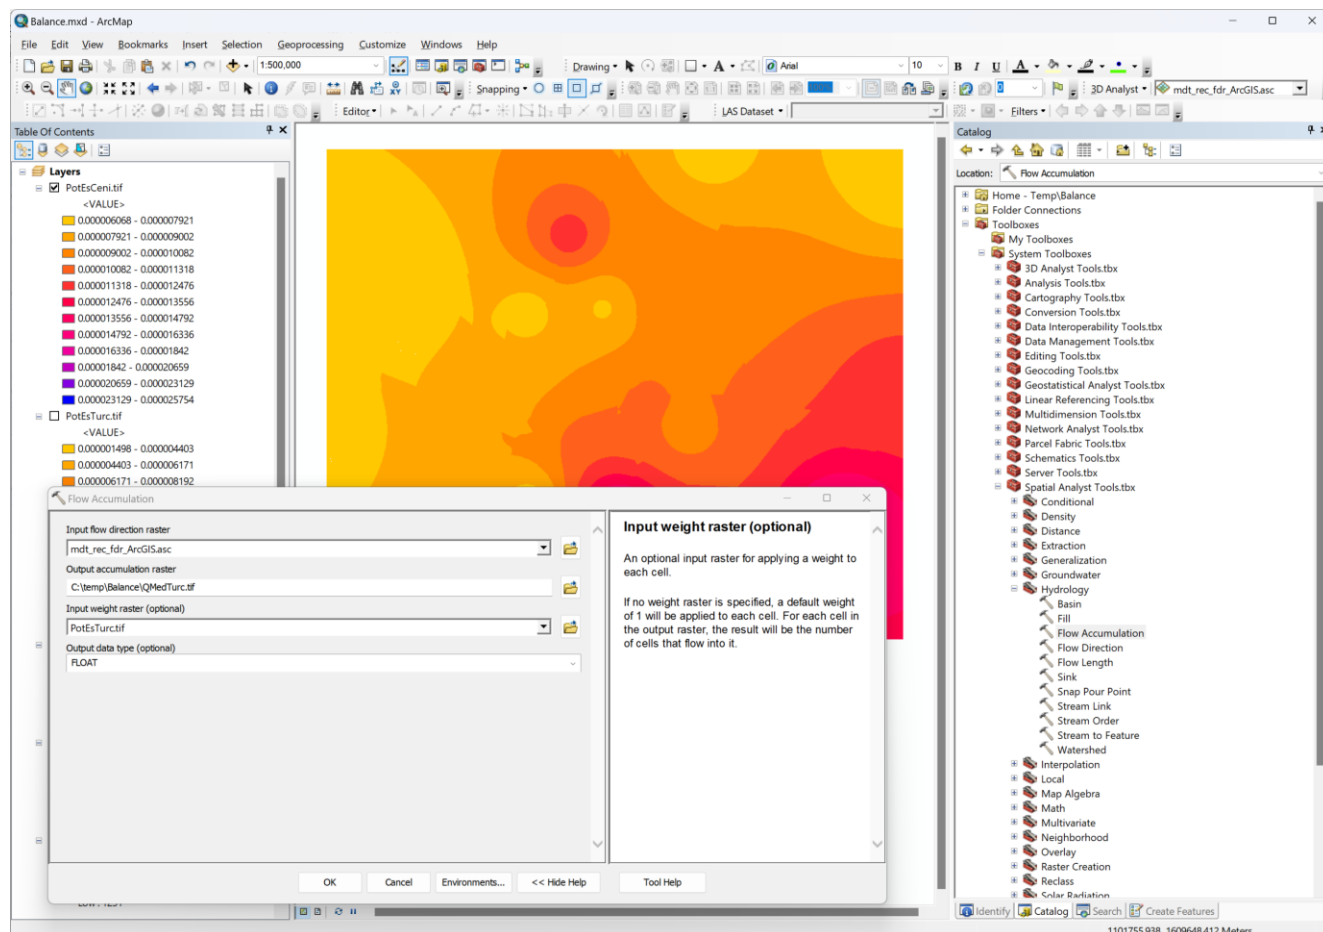 Balance.mxd - ArcMap
File Edit View Bookmarks Insert Selection Geoprocessing Customize Windows Help
1:500,000 Drawing A Arial 10 B I U A
Snapping 3D Analyst mdt_rec_fdr_ArcGIS.asc
Editor LAS Dataset Filters
Table Of Contents
Layers
PotEsCeni.tif
<VALUE>
0.000006068 - 0.000007921
0.000007921 - 0.000009002
0.000009002 - 0.000010082
0.000010082 - 0.000011318
0.000011318 - 0.000012476
0.000012476 - 0.000013556
0.000013556 - 0.000014792
0.000014792 - 0.000016336
0.000016336 - 0.00001842
0.00001842 - 0.000020659
0.000020659 - 0.000023129
0.000023129 - 0.000025754
PotEsTurc.tif
<VALUE>
0.000001498 - 0.000004403
0.000004403 - 0.000006171
0.000006171 - 0.000008192
Flow Accumulation
Input flow direction raster
mdt_rec_fdr_ArcGIS.asc
Output accumulation raster
C:\temp\Balance\QMedTurc.tif
Input weight raster (optional)
PotEsTurc.tif
Output data type (optional)
FLOAT
Input weight raster (optional)
An optional input raster for applying a weight to
each cell.
If no weight raster is specified, a default weight
of 1 will be applied to each cell. For each cell in
the output raster, the result will be the number
of cells that flow into it.
OK Cancel Environments... << Hide Help Tool Help
Catalog
Location: Flow Accumulation
Home - Temp\Balance
Folder Connections
Toolboxes
My Toolboxes
System Toolboxes
3D Analyst Tools.tbx
Analysis Tools.tbx
Cartography Tools.tbx
Conversion Tools.tbx
Data Interoperability Tools.tbx
Data Management Tools.tbx
Editing Tools.tbx
Geocoding Tools.tbx
Geostatistical Analyst Tools.tbx
Linear Referencing Tools.tbx
Multidimension Tools.tbx
Network Analyst Tools.tbx
Parcel Fabric Tools.tbx
Schematics Tools.tbx
Server Tools.tbx
Spatial Analyst Tools.tbx
Conditional
Density
Distance
Extraction
Generalization
Groundwater
Hydrology
Basin
Fill
Flow Accumulation
Flow Direction
Flow Length
Sink
Snap Pour Point
Stream Link
Stream Order
Stream to Feature
Watershed
Interpolation
Local
Map Algebra
Math
Multivariate
Neighborhood
Overlay
Raster Creation
Reclass
Solar Radiation
Identify Catalog Search Create Features
1101755.938 1609648.412 Meters